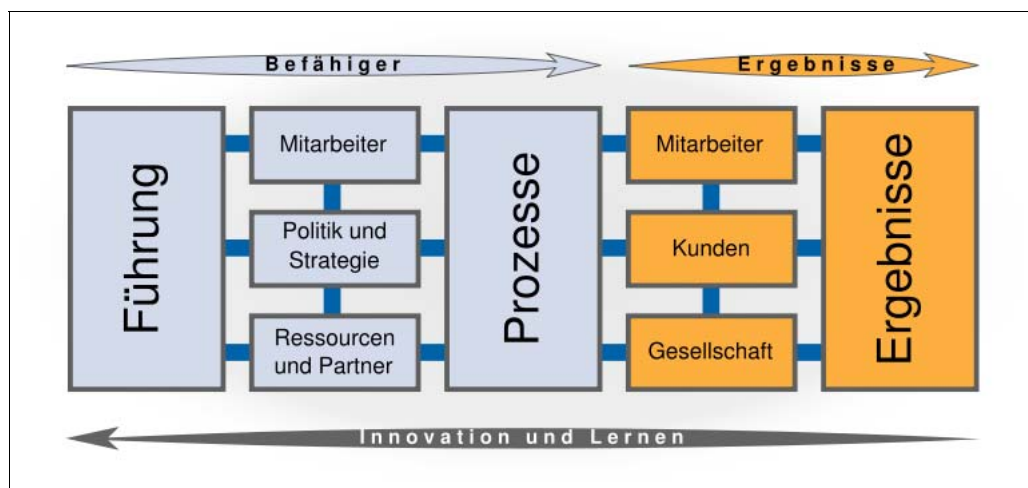 Befähiger
Ergebnisse
Führung
Mitarbeiter
Politik und
Strategie
Ressourcen
und Partner
Prozesse
Mitarbeiter
Kunden
Gesellschaft
Ergebnisse
Innovation und Lernen